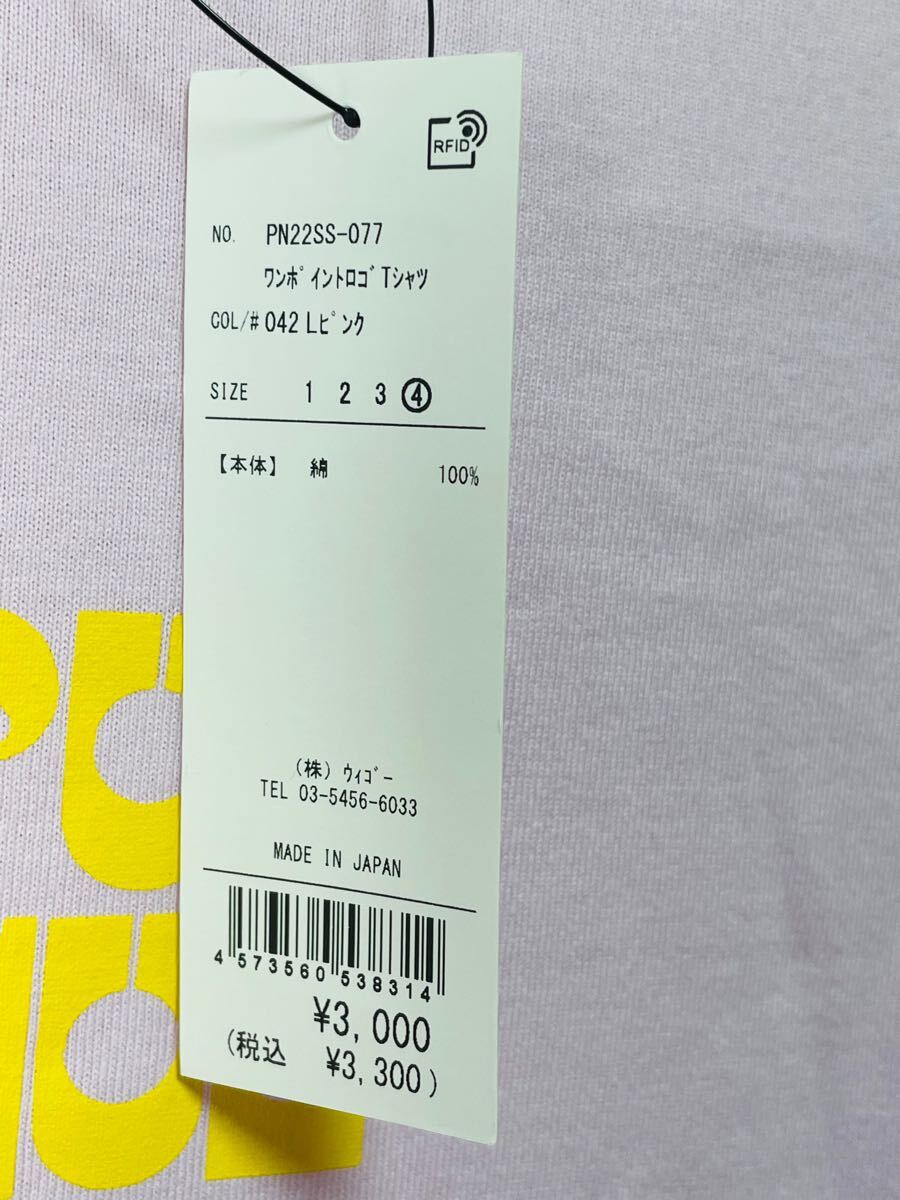 RFID
NO. PN22SS-077
ﾜﾝﾎﾟｲﾝﾄﾛｺﾞTｼｬﾂ
COL/# 042 Lﾋﾟﾝｸ
SIZE 1 2 3 ④
【本体】 綿 100%
(株) ｳｨｺﾞｰ
TEL 03-5456-6033
MADE IN JAPAN
4 573560 538314
¥3,000
(税込 ¥3,300)